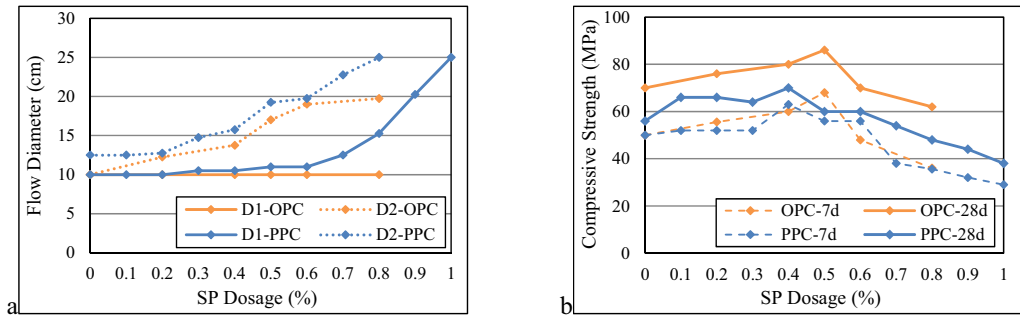 30
25
20
15
10
5
0
Flow Diameter (cm)
D1-OPC D2-OPC
D1-PPC D2-PPC
0 0.1 0.2 0.3 0.4 0.5 0.6 0.7 0.8 0.9 1
SP Dosage (%)
a
100
80
60
40
20
0
Compressive Strength (MPa)
OPC-7d OPC-28d
PPC-7d PPC-28d
0 0.1 0.2 0.3 0.4 0.5 0.6 0.7 0.8 0.9 1
SP Dosage (%)
b